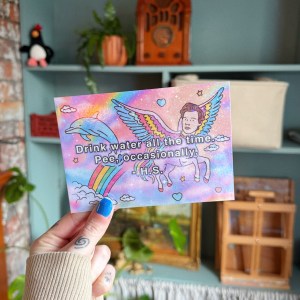 Drink water all the time.
Pee, occasionally.
H.S.